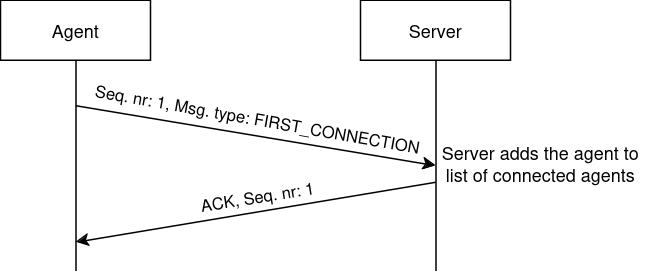 Agent
Server
Seq. nr: 1, Msg. type: FIRST_CONNECTION
Server adds the agent to
list of connected agents
ACK, Seq. nr: 1